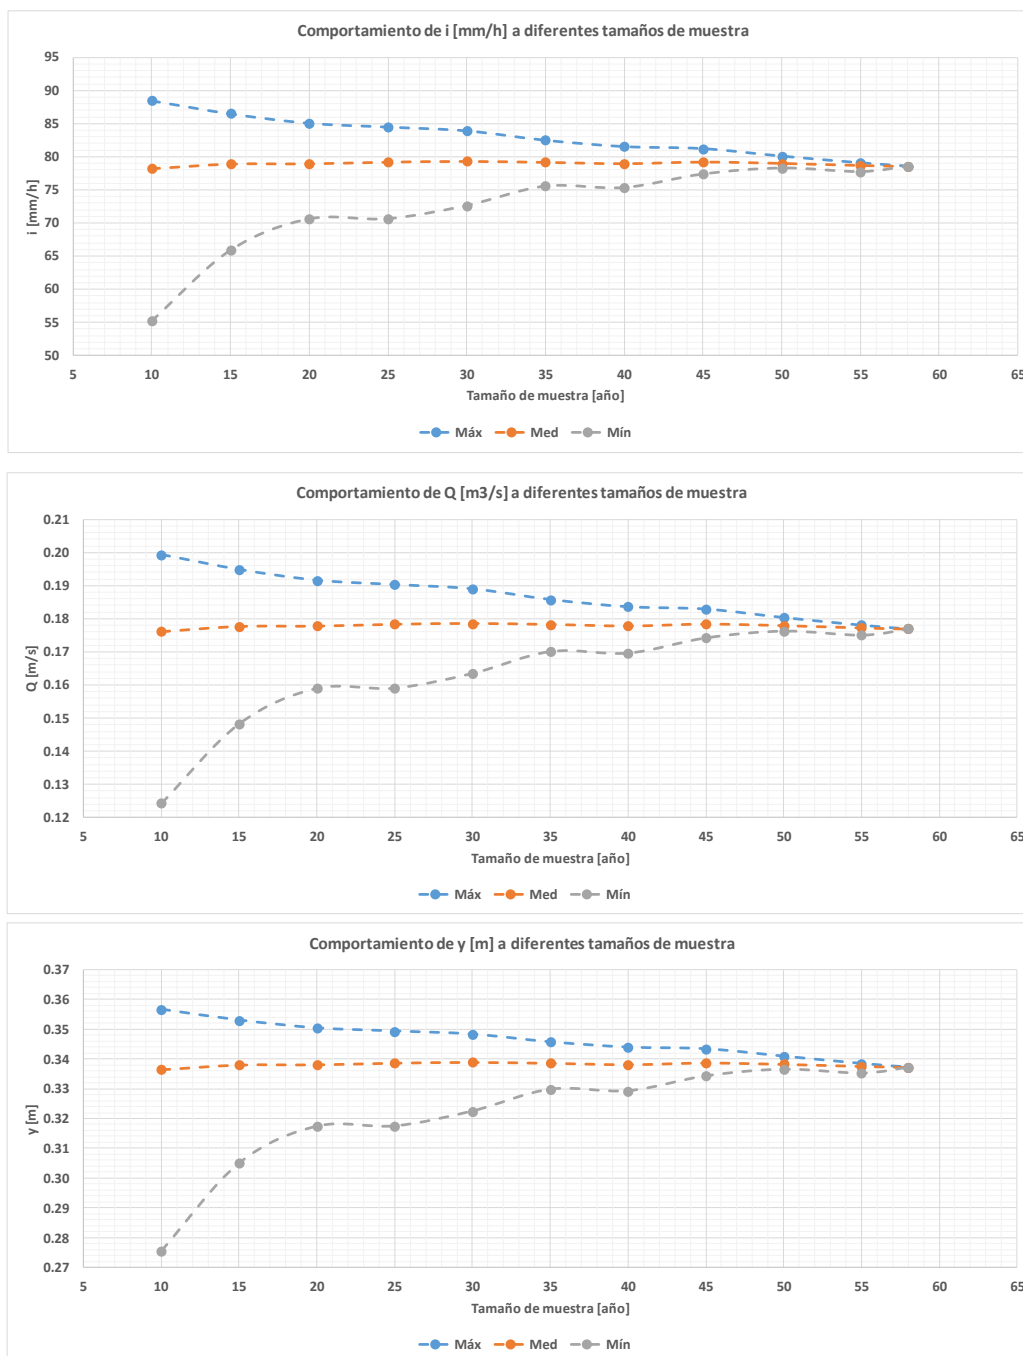 Comportamiento de i [mm/h] a diferentes tamaños de muestra
95
90
85
80
75
70
65
60
55
50
i [mm/h]
5 10 15 20 25 30 35 40 45 50 55 60 65
Tamaño de muestra [año]
Máx Med Mín
Comportamiento de Q [m3/s] a diferentes tamaños de muestra
0.21
0.20
0.19
0.18
0.17
0.16
0.15
0.14
0.13
0.12
Q [m/s]
5 10 15 20 25 30 35 40 45 50 55 60 65
Tamaño de muestra [año]
Máx Med Mín
Comportamiento de y [m] a diferentes tamaños de muestra
0.37
0.36
0.35
0.34
0.33
0.32
0.31
0.30
0.29
0.28
0.27
y [m]
5 10 15 20 25 30 35 40 45 50 55 60 65
Tamaño de muestra [año]
Máx Med Mín